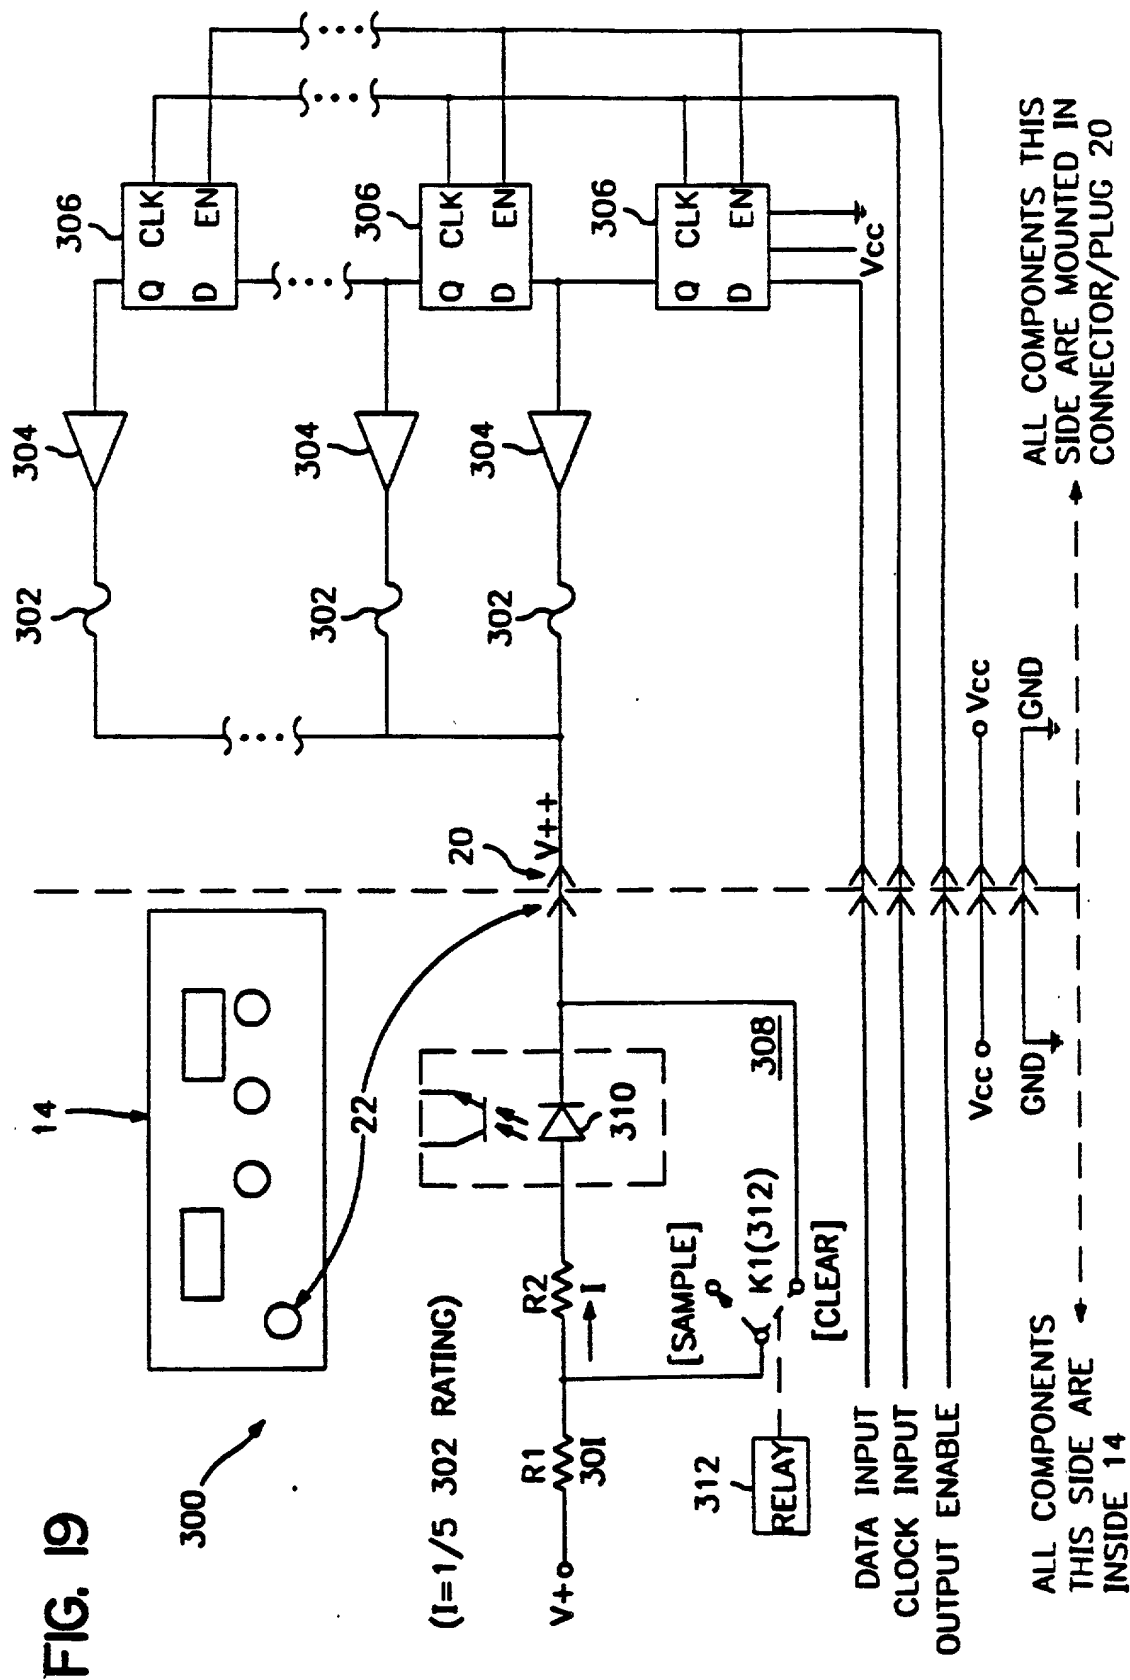 FIG. 19
300
14
22
20
V++
(I=1/5 302 RATING)
V+
R1
301
R2
I
310
308
[SAMPLE]
K1(312)
[CLEAR]
312
RELAY
302
302
302
304
304
304
306
Q CLK
D EN
306
Q CLK
D EN
306
Q CLK
D EN
Vcc
DATA INPUT
CLOCK INPUT
OUTPUT ENABLE
Vcc
Vcc
GND
GND
ALL COMPONENTS
THIS SIDE ARE
INSIDE 14
ALL COMPONENTS THIS
SIDE ARE MOUNTED IN
CONNECTOR/PLUG 20